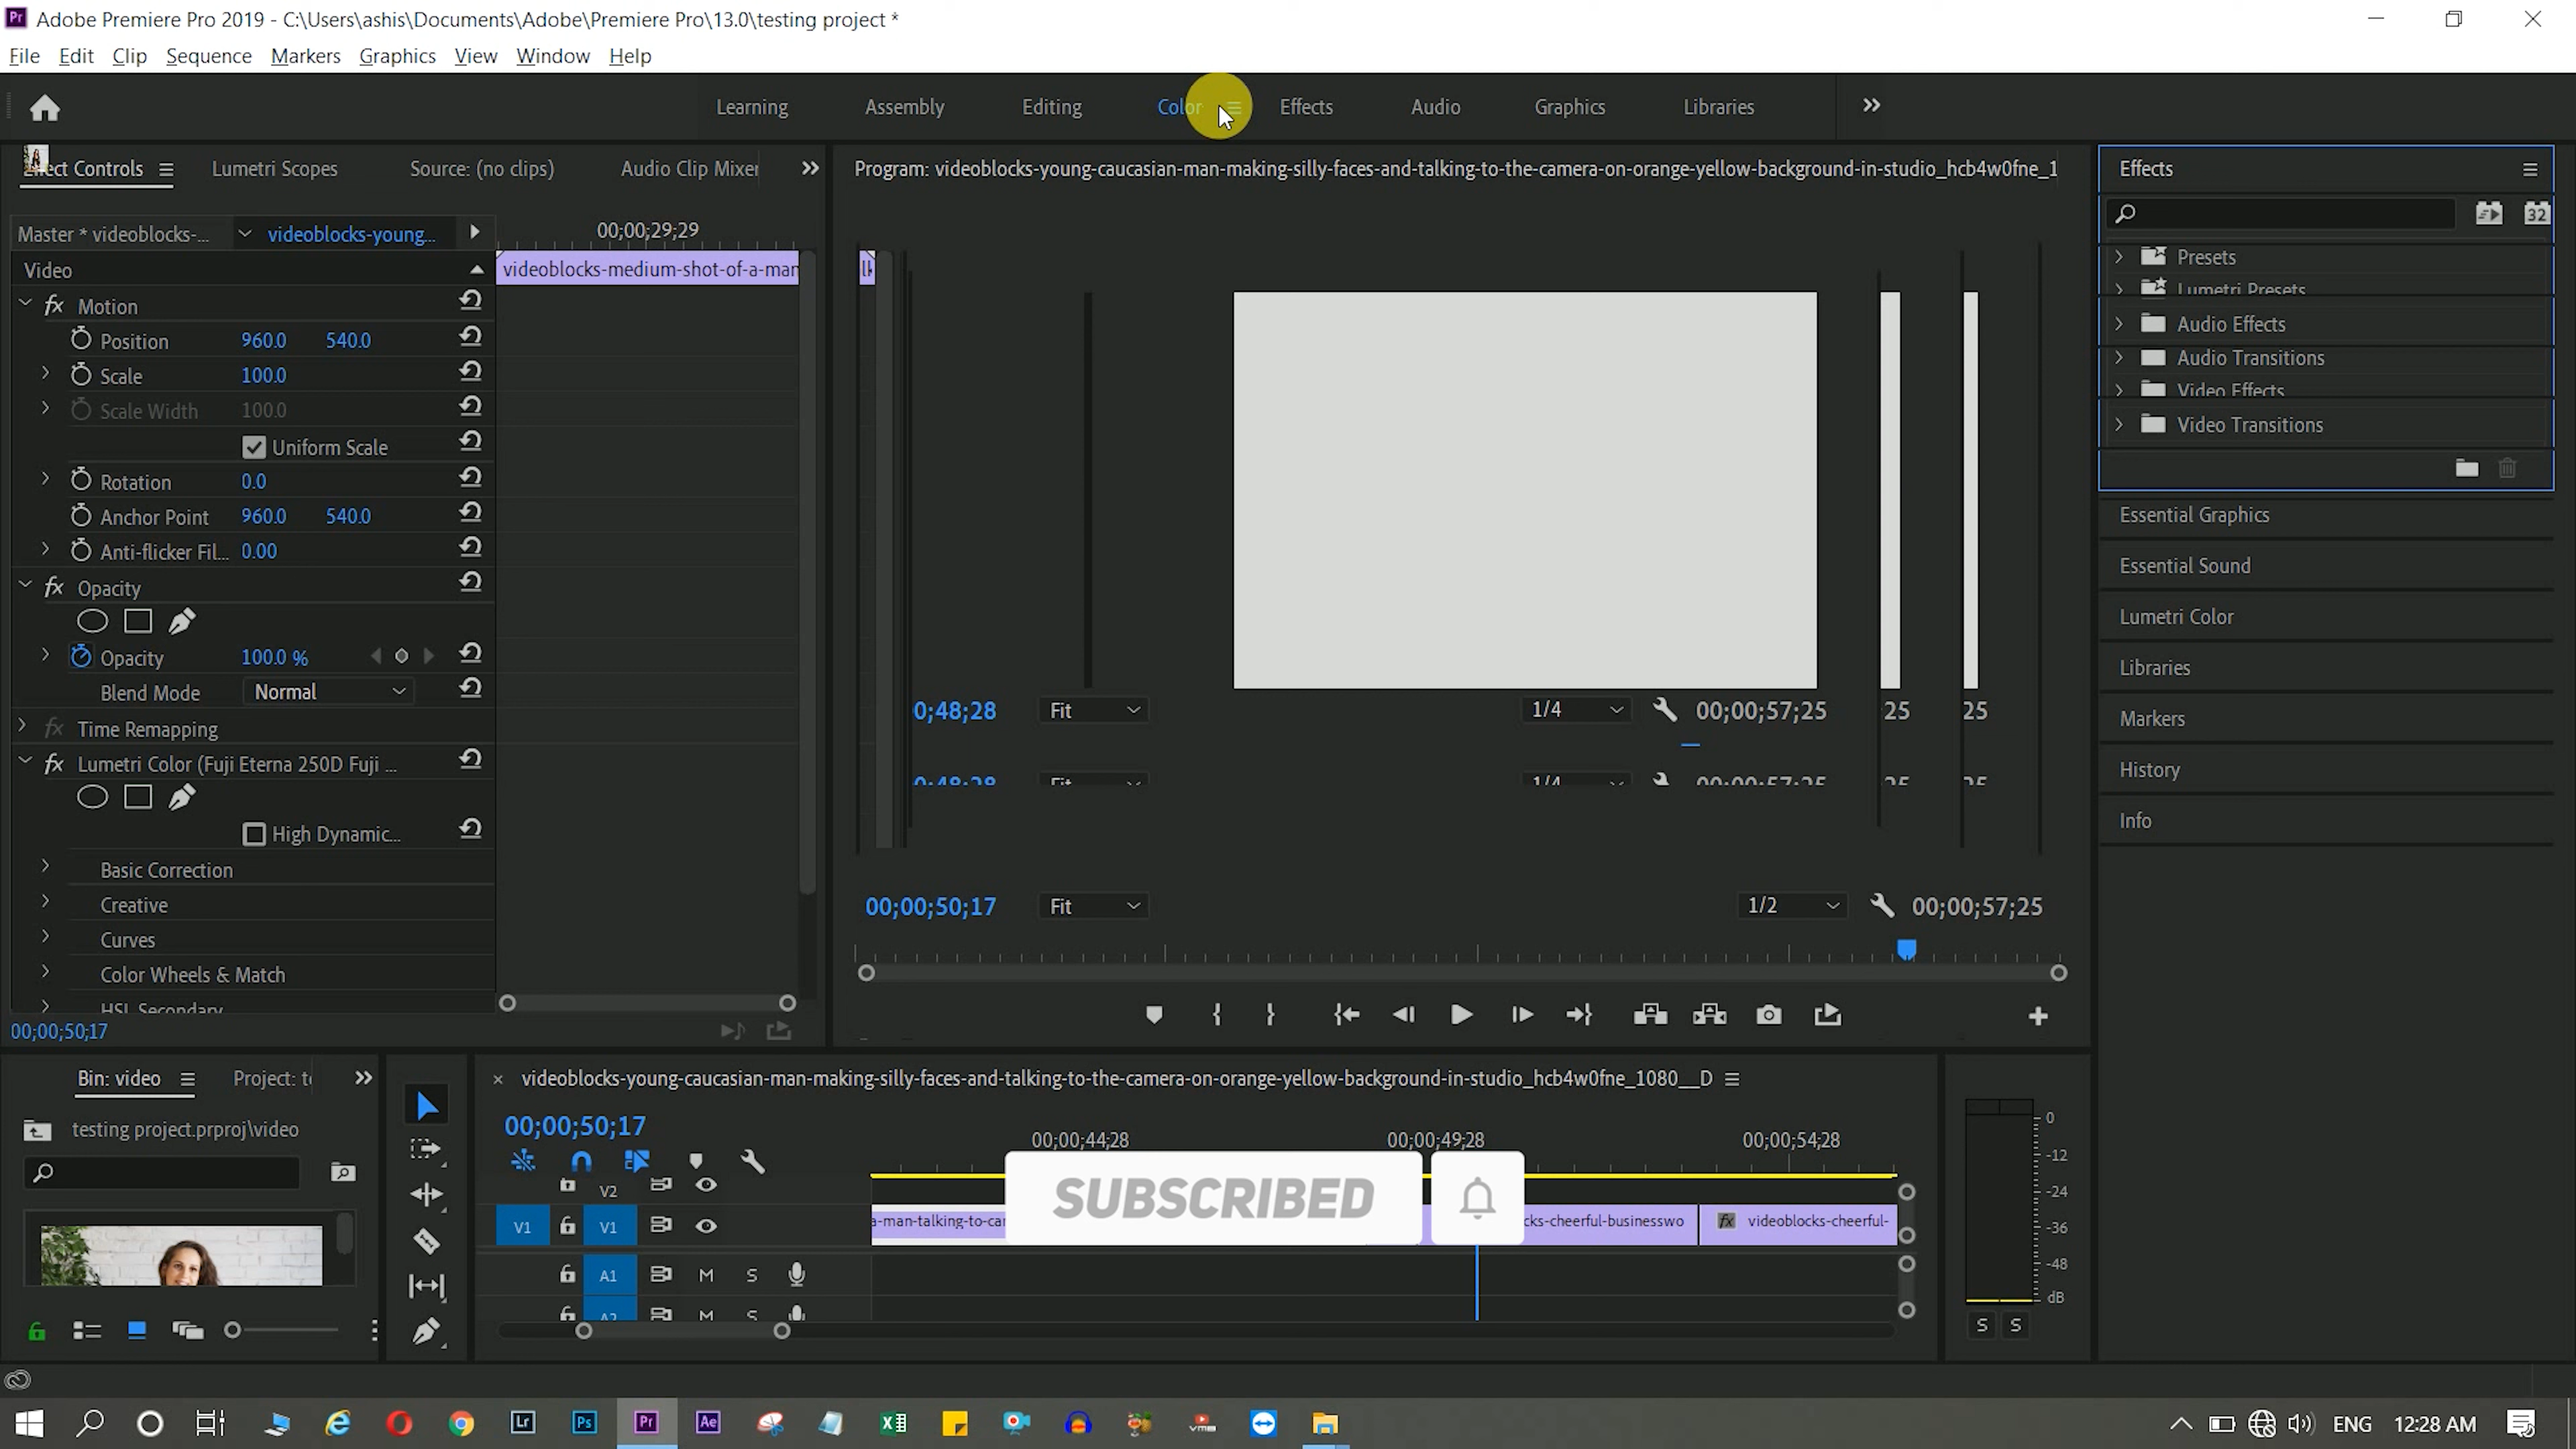 Adobe Premiere Pro 2019 - C:\Users\ashis\Documents\Adobe\Premiere Pro\13.0\testing project *
File Edit Clip Sequence Markers Graphics View Window Help
Learning Assembly Editing Color Effects Audio Graphics Libraries
Effect Controls Lumetri Scopes Source: (no clips) Audio Clip Mixer
Program: videoblocks-young-caucasian-man-making-silly-faces-and-talking-to-the-camera-on-orange-yellow-background-in-studio_hcb4w0fne_1
Effects
32
Master * videoblocks-... videoblocks-young... 00;00;29;29
Video
videoblocks-medium-shot-of-a-man
Motion
Position 960.0 540.0
Scale 100.0
Scale Width 100.0
Uniform Scale
Rotation 0.0
Anchor Point 960.0 540.0
Anti-flicker Fil... 0.00
Opacity
Opacity 100.0 %
Blend Mode Normal
Time Remapping
Lumetri Color (Fuji Eterna 250D Fuji ...
High Dynamic...
Basic Correction
Creative
Curves
Color Wheels & Match
HSL Secondary
00;00;50;17
0;48;28 Fit 1/4 00;00;57;25 25 25
0;48;28 Fit 1/4 00;00;57;25 25 25
00;00;50;17 Fit 1/2 00;00;57;25
Presets
Lumetri Presets
Audio Effects
Audio Transitions
Video Effects
Video Transitions
Essential Graphics
Essential Sound
Lumetri Color
Libraries
Markers
History
Info
Bin: video Project: te
testing project.prproj\video
videoblocks-young-caucasian-man-making-silly-faces-and-talking-to-the-camera-on-orange-yellow-background-in-studio_hcb4w0fne_1080__D
00;00;50;17
00;00;44;28 00;00;49;28 00;00;54;28
V2
V1 V1
a-man-talking-to-car
cks-cheerful-businesswo
fx videoblocks-cheerful-
SUBSCRIBED
A1 M S
A2 M S
0
-12
-24
-36
-48
dB
S S
Lr Ps Pr Ae
ENG 12:28 AM